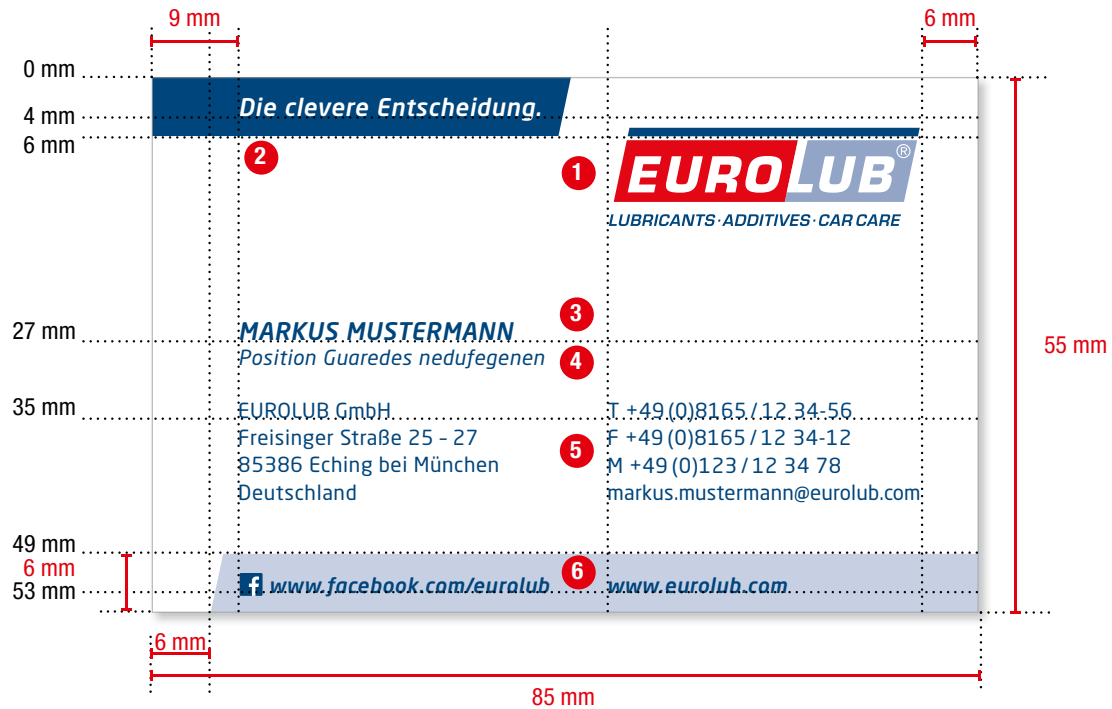 9 mm
6 mm
0 mm
Die clevere Entscheidung.
4 mm
6 mm
2
1
EUROLUB®
LUBRICANTS·ADDITIVES·CAR CARE
3
27 mm
MARKUS MUSTERMANN
55 mm
Position Guaredes nedufegenen
4
35 mm
EUROLUB GmbH
T +49 (0)8165 / 12 34-56
Freisinger Straße 25 – 27
F +49 (0)8165 / 12 34-12
5
85386 Eching bei München
M +49 (0)123 / 12 34 78
Deutschland
markus.mustermann@eurolub.com
49 mm
6 mm
6
53 mm
f www.facebook.com/eurolub
www.eurolub.com
6 mm
85 mm